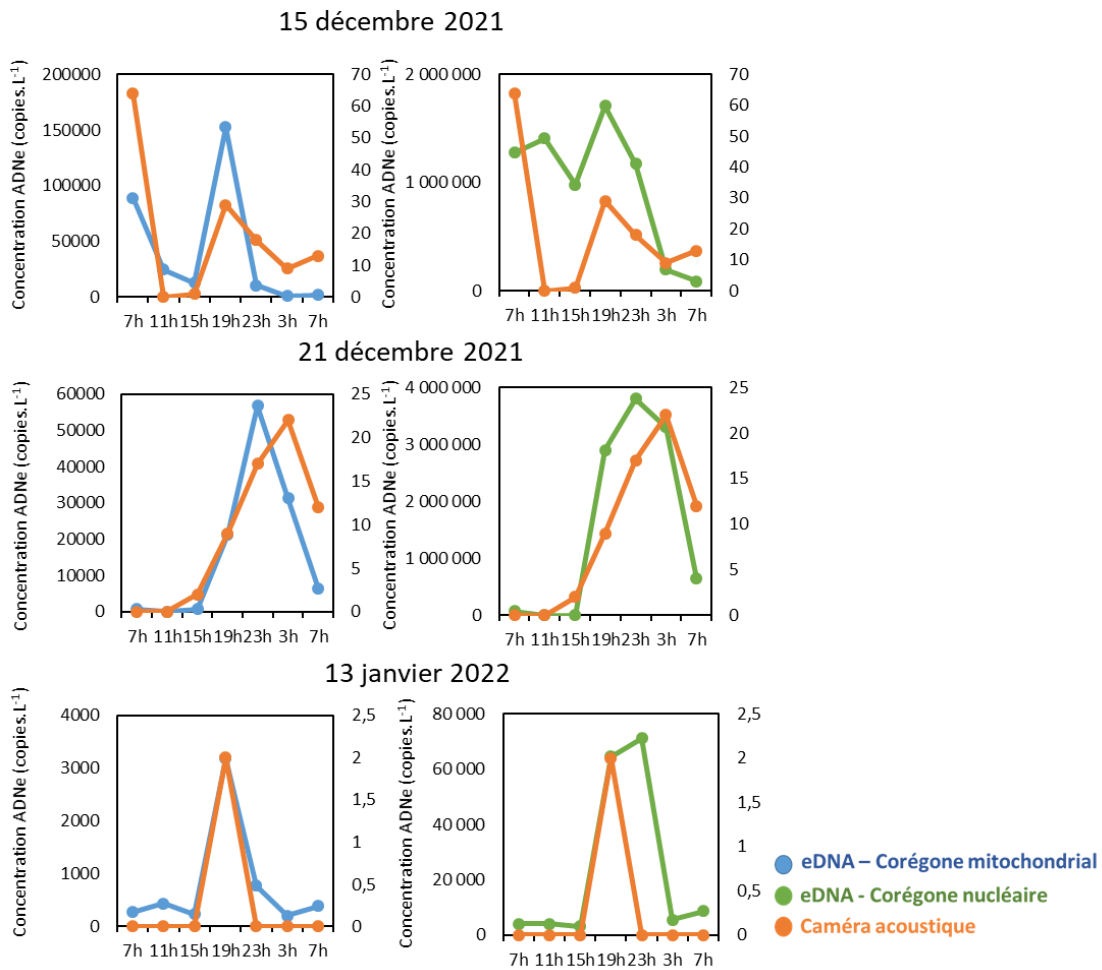 15 décembre 2021
Concentration ADNe (copies.L-1)
200000
150000
100000
50000
0
70
60
50
40
30
20
10
0
7h 11h 15h 19h 23h 3h 7h
Concentration ADNe (copies.L-1)
2 000 000
1 000 000
0
70
60
50
40
30
20
10
0
7h 11h 15h 19h 23h 3h 7h
21 décembre 2021
Concentration ADNe (copies.L-1)
60000
50000
40000
30000
20000
10000
0
25
20
15
10
5
0
7h 11h 15h 19h 23h 3h 7h
Concentration ADNe (copies.L-1)
4 000 000
3 000 000
2 000 000
1 000 000
0
25
20
15
10
5
0
7h 11h 15h 19h 23h 3h 7h
13 janvier 2022
Concentration ADNe (copies.L-1)
4000
3000
2000
1000
0
2,5
2
1,5
1
0,5
0
7h 11h 15h 19h 23h 3h 7h
Concentration ADNe (copies.L-1)
80 000
60 000
40 000
20 000
0
2,5
2
1,5
1
0,5
0
7h 11h 15h 19h 23h 3h 7h
eDNA – Corégone mitochondrial
eDNA - Corégone nucléaire
Caméra acoustique